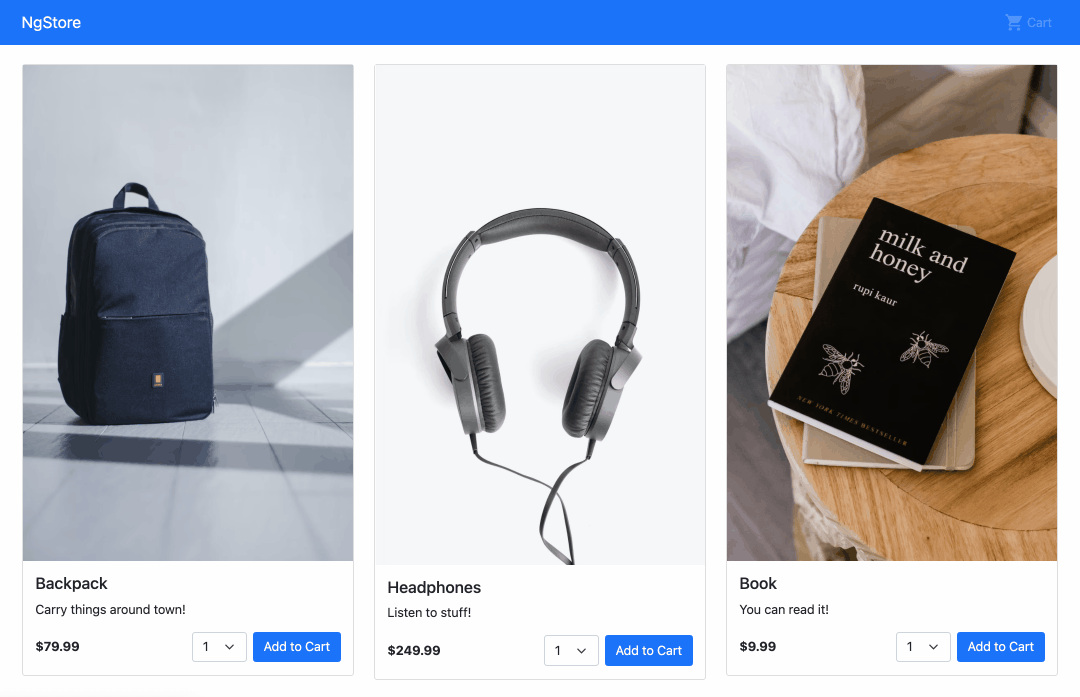 NgStore
Cart
milk and
honey
rupi kaur
NEW YORK TIMES BESTSELLER
Backpack
Carry things around town!
$79.99
1
Add to Cart
Headphones
Listen to stuff!
$249.99
1
Add to Cart
Book
You can read it!
$9.99
1
Add to Cart